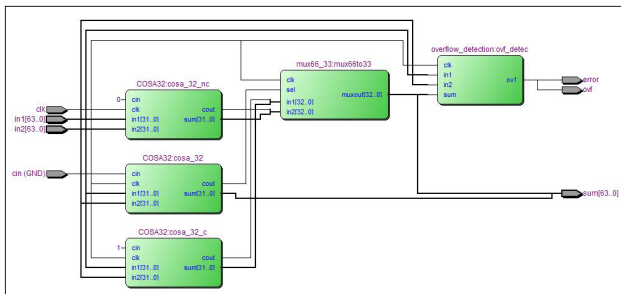 overflow_detection:ovf_detec
clk
in1
in2
sum
ovf
error
ovf
mux66_33:mux66to33
clk
sel
in1[32..0]
in2[32..0]
muxout[32..0]
COSA32:cosa_32_nc
0
cin
clk
in1[31..0]
in2[31..0]
cout
sum[31..0]
clk
in1[63..0]
in2[63..0]
COSA32:cosa_32
cin (GND)
cin
clk
in1[31..0]
in2[31..0]
cout
sum[31..0]
sum[63..0]
COSA32:cosa_32_c
1
cin
clk
in1[31..0]
in2[31..0]
cout
sum[31..0]